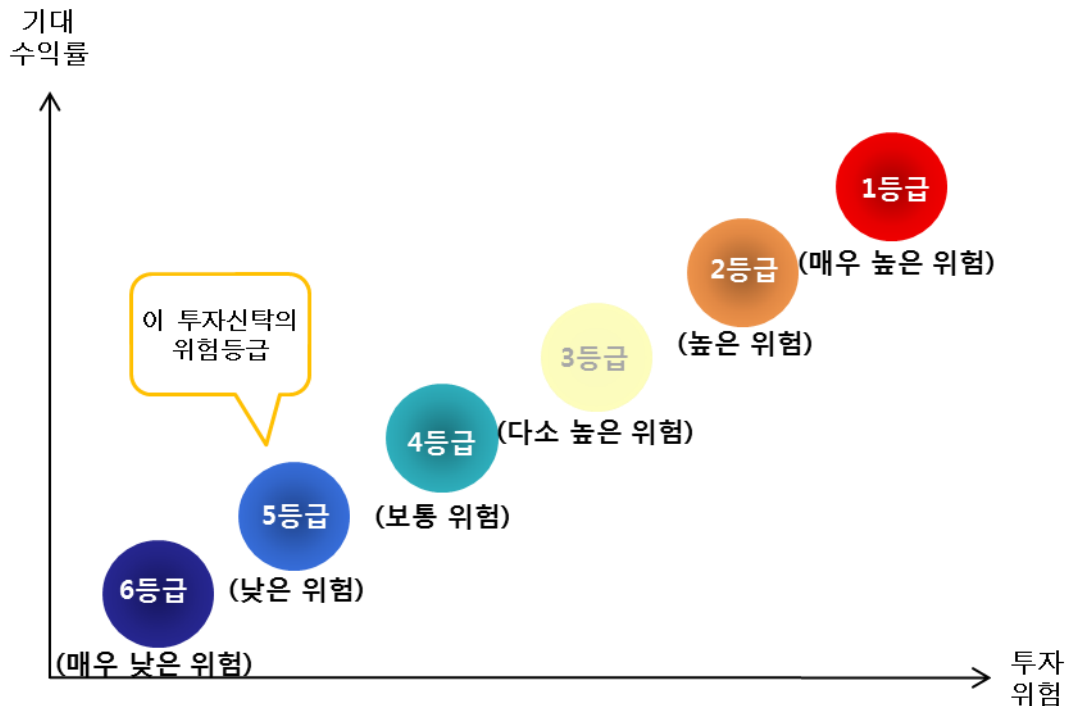 기대
수익률
1등급
(매우 높은 위험)
2등급
(높은 위험)
이 투자신탁의
위험등급
3등급
(다소 높은 위험)
4등급
(보통 위험)
5등급
(낮은 위험)
6등급
(매우 낮은 위험)
투자
위험